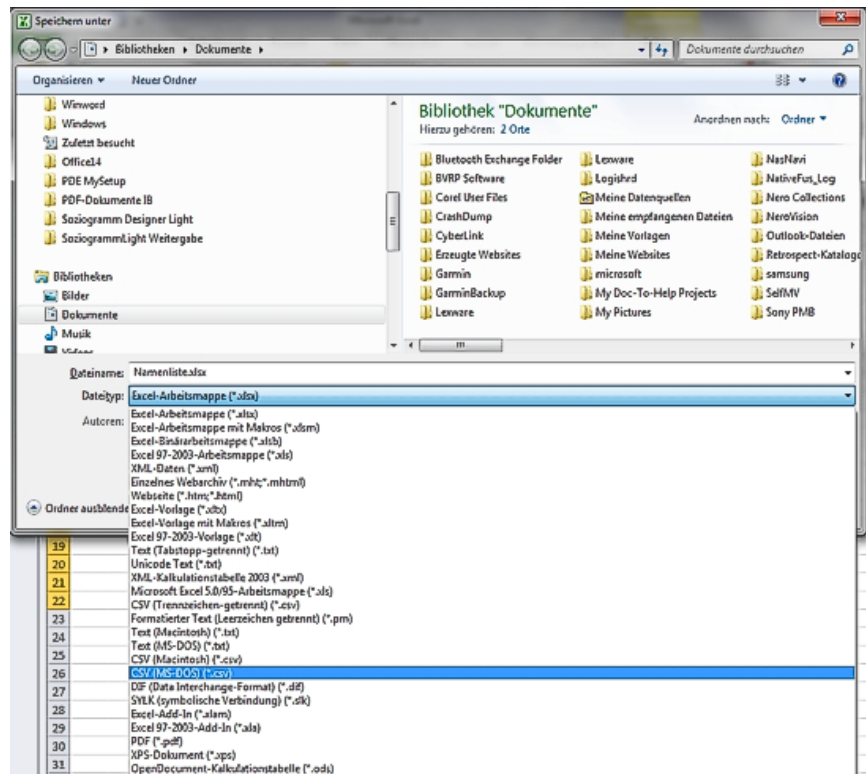 Speichern unter
Bibliotheken ▸ Dokumente ▸
Dokumente durchsuchen
Organisieren
Neuer Ordner
Winword
Windows
Zuletzt besucht
Office14
PDE MySetup
PDF-Dokumente IB
Soziogramm Designer Light
SoziogrammLight Weitergabe
Bibliotheken
Bilder
Dokumente
Musik
Videos
Bibliothek "Dokumente"
Hierzu gehören: 2 Orte
Anordnen nach: Ordner
Bluetooth Exchange Folder
BVRP Software
Corel User Files
CrashDump
CyberLink
Erzeugte Websites
Garmin
GarminBackup
Lexware
Lexware
Logishrd
Meine Datenquellen
Meine empfangenen Dateien
Meine Vorlagen
Meine Websites
microsoft
My Doc-To-Help Projects
My Pictures
NasNavi
NativeFus_Log
Nero Collections
NeroVision
Outlook-Dateien
Retrospect-Katalog
samsung
SelfMV
Sony PMB
Dateiname: Namenliste.xlsx
Dateityp: Excel-Arbeitsmappe (*.xlsx)
Autoren:
Excel-Arbeitsmappe (*.xlsx)
Excel-Arbeitsmappe mit Makros (*.xlsm)
Excel-Binärarbeitsmappe (*.xlsb)
Excel 97-2003-Arbeitsmappe (*.xls)
XML-Daten (*.xml)
Einzelnes Webarchiv (*.mht;*.mhtml)
Webseite (*.htm;*.html)
Ordner ausblende
Excel-Vorlage (*.xltx)
Excel-Vorlage mit Makros (*.xltm)
Excel 97-2003-Vorlage (*.xlt)
Text (Tabstopp-getrennt) (*.txt)
Unicode Text (*.txt)
XML-Kalkulationstabelle 2003 (*.xml)
Microsoft Excel 5.0/95-Arbeitsmappe (*.xls)
CSV (Trennzeichen-getrennt) (*.csv)
Formatierter Text (Leerzeichen getrennt) (*.prn)
Text (Macintosh) (*.txt)
Text (MS-DOS) (*.txt)
CSV (Macintosh) (*.csv)
CSV (MS-DOS) (*.csv)
DIF (Data Interchange-Format) (*.dif)
SYLK (symbolische Verbindung) (*.slk)
Excel-Add-In (*.xlam)
Excel 97-2003-Add-In (*.xla)
PDF (*.pdf)
XPS-Dokument (*.xps)
OpenDocument-Kalkulationstabelle (*.ods)
19
20
21
22
23
24
25
26
27
28
29
30
31